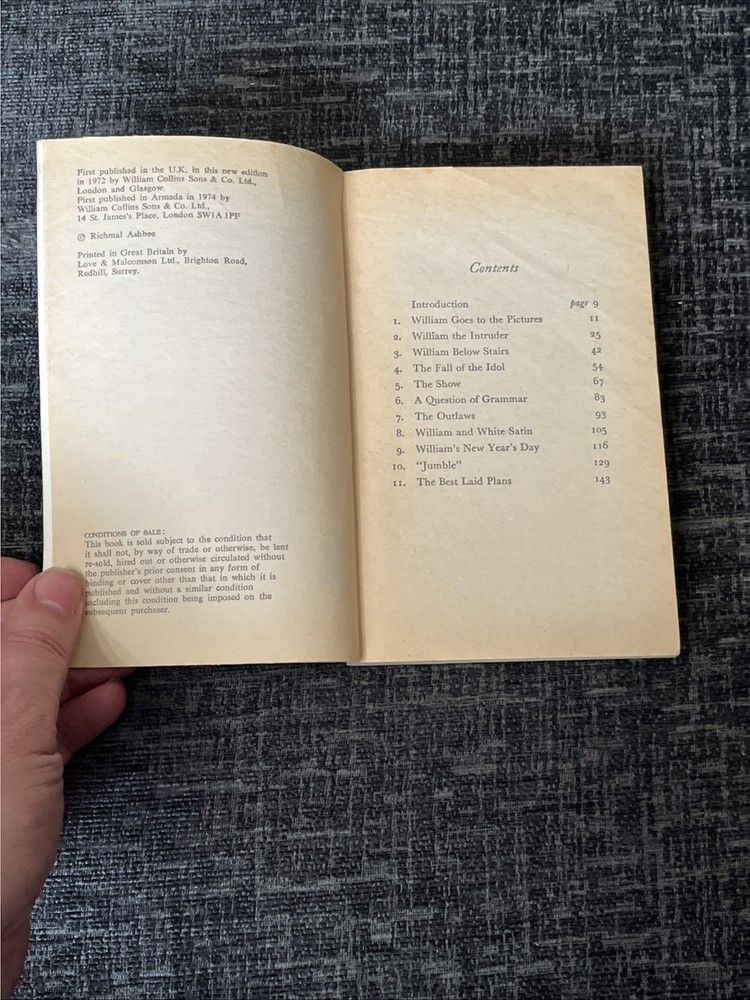 First published in the U.K. in this new edition
in 1972 by William Collins Sons & Co. Ltd.,
London and Glasgow.
First published in Armada in 1974 by
William Collins Sons & Co. Ltd.,
14 St. James's Place, London SW1A 1PF
© Richmal Ashbee
Printed in Great Britain by
Love & Malcomson Ltd., Brighton Road,
Redhill, Surrey.
CONDITIONS OF SALE:
This book is sold subject to the condition that
it shall not, by way of trade or otherwise, be lent
re-sold, hired out or otherwise circulated without
the publisher's prior consent in any form of
binding or cover other than that in which it is
published and without a similar condition
including this condition being imposed on the
subsequent purchaser.
Contents
Introduction page 9
1. William Goes to the Pictures 11
2. William the Intruder 25
3. William Below Stairs 42
4. The Fall of the Idol 54
5. The Show 67
6. A Question of Grammar 83
7. The Outlaws 93
8. William and White Satin 105
9. William's New Year's Day 116
10. "Jumble" 129
11. The Best Laid Plans 143